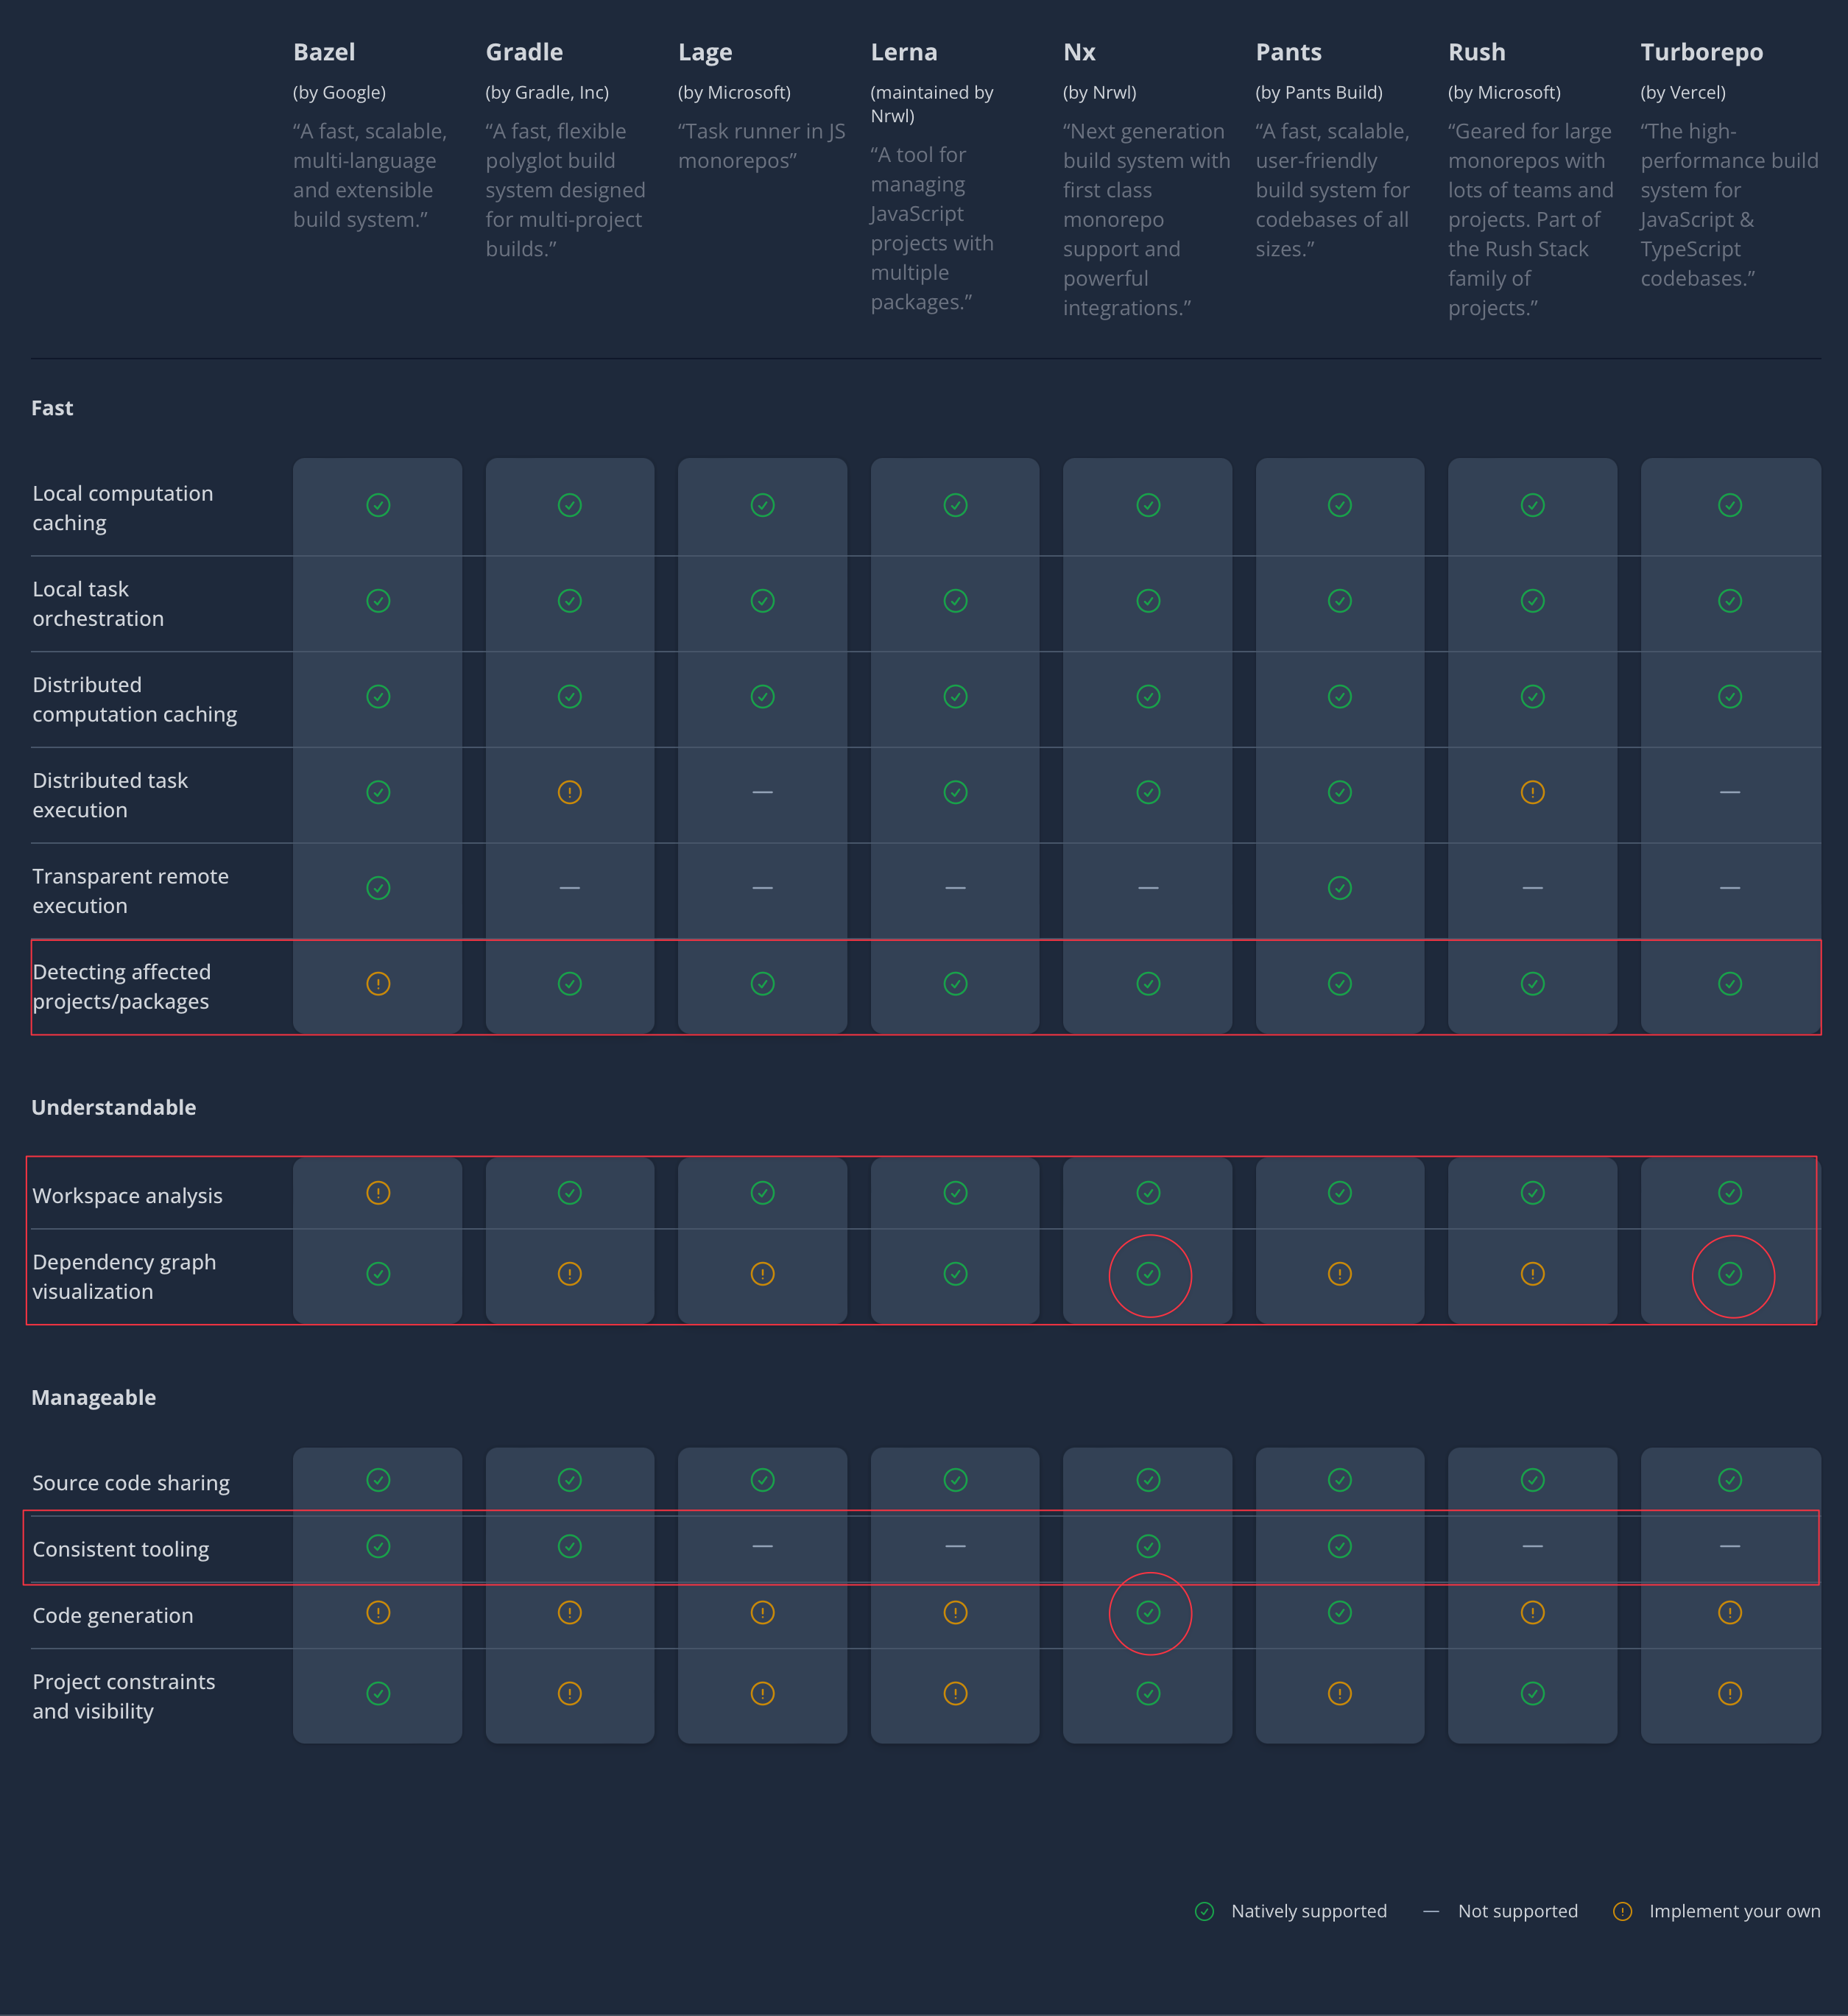 Bazel
(by Google)
“A fast, scalable,
multi-language
and extensible
build system.”
Gradle
(by Gradle, Inc)
“A fast, flexible
polyglot build
system designed
for multi-project
builds.”
Lage
(by Microsoft)
“Task runner in JS
monorepos”
Lerna
(maintained by
Nrwl)
“A tool for
managing
JavaScript
projects with
multiple
packages.”
Nx
(by Nrwl)
“Next generation
build system with
first class
monorepo
support and
powerful
integrations.”
Pants
(by Pants Build)
“A fast, scalable,
user-friendly
build system for
codebases of all
sizes.”
Rush
(by Microsoft)
“Geared for large
monorepos with
lots of teams and
projects. Part of
the Rush Stack
family of
projects.”
Turborepo
(by Vercel)
“The high-
performance build
system for
JavaScript &
TypeScript
codebases.”
Fast
Local computation
caching
Local task
orchestration
Distributed
computation caching
Distributed task
execution
Transparent remote
execution
Detecting affected
projects/packages
Understandable
Workspace analysis
Dependency graph
visualization
Manageable
Source code sharing
Consistent tooling
Code generation
Project constraints
and visibility
Natively supported
Not supported
Implement your own